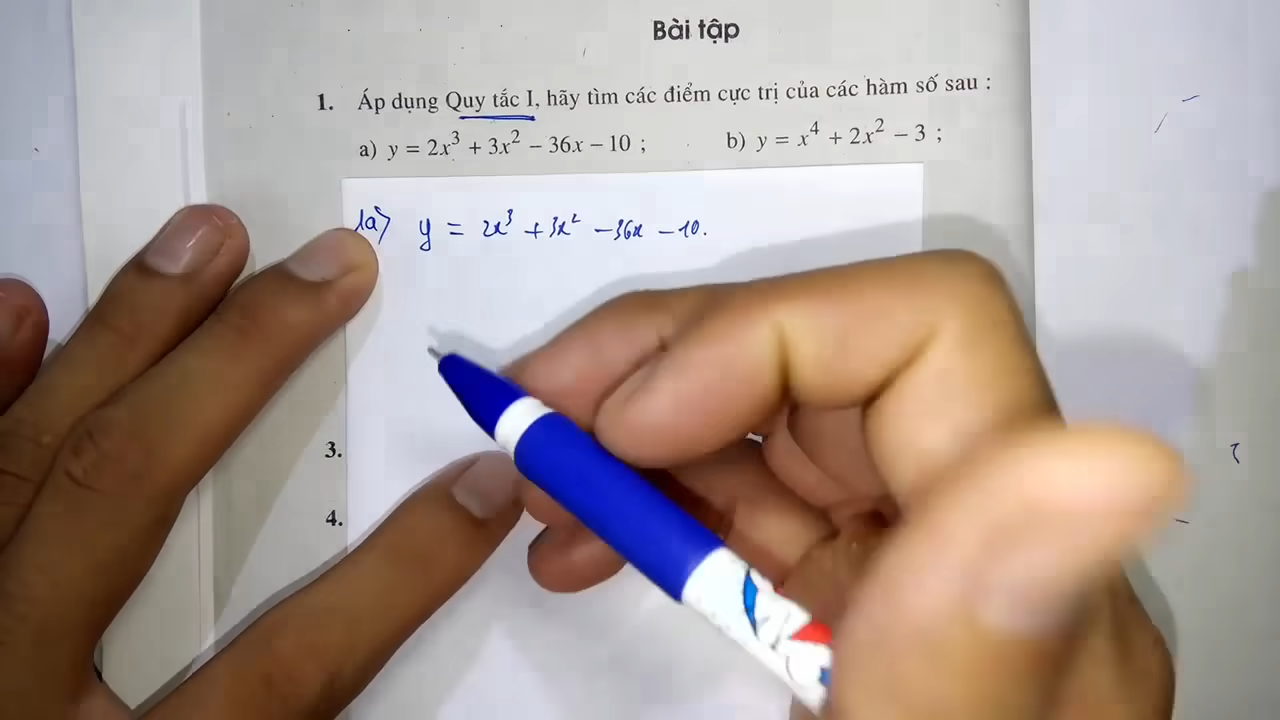 Bài tập
1. Áp dụng Quy tắc I, hãy tìm các điểm cực trị của các hàm số sau :
a) y = 2x³ + 3x² − 36x − 10 ; b) y = x⁴ + 2x² − 3 ;
1a) y = 2x³ + 3x² − 36x − 10.
3.
4.